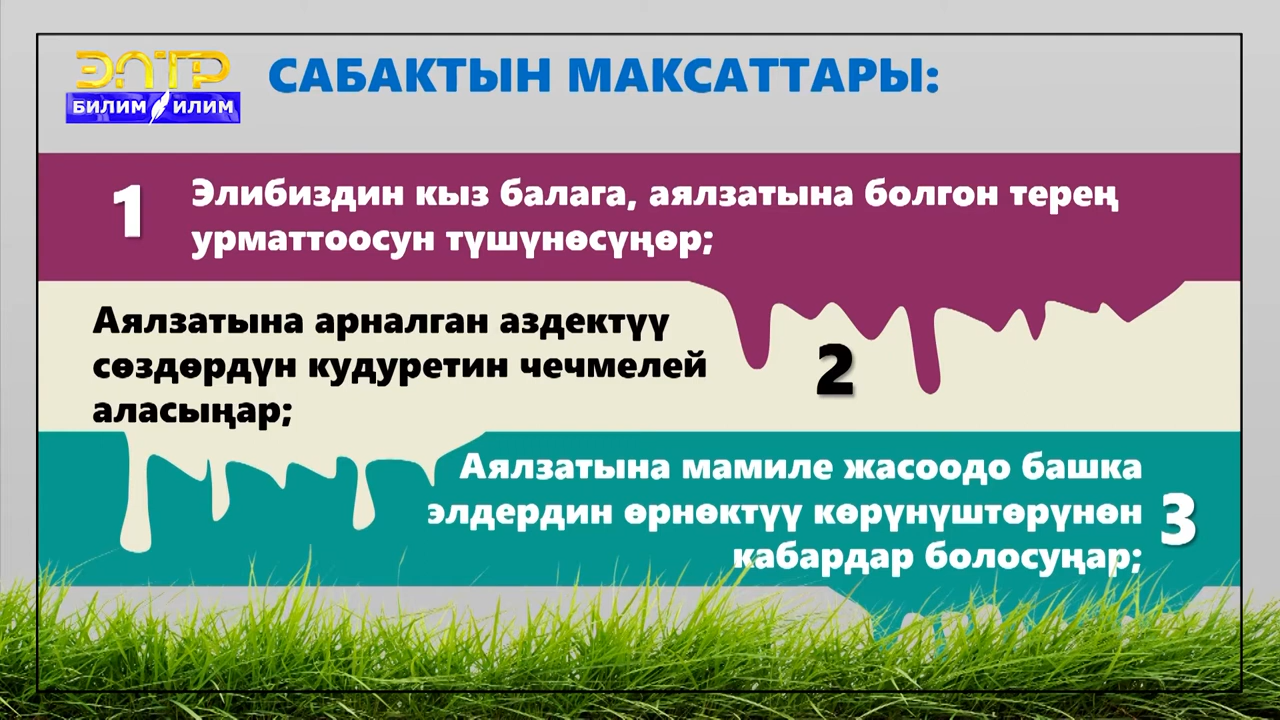 ЭЛТР
БИЛИМ ИЛИМ
САБАКТЫН МАКСАТТАРЫ:
1
Элибиздин кыз балага, аялзатына болгон терең
урматтоосун түшүнөсүңөр;
Аялзатына арналган аздектүү
сөздөрдүн кудуретин чечмелей
аласыңар;
2
Аялзатына мамиле жасоодо башка
элдердин өрнөктүү көрүнүштөрүнөн
кабардар болосуңар;
3